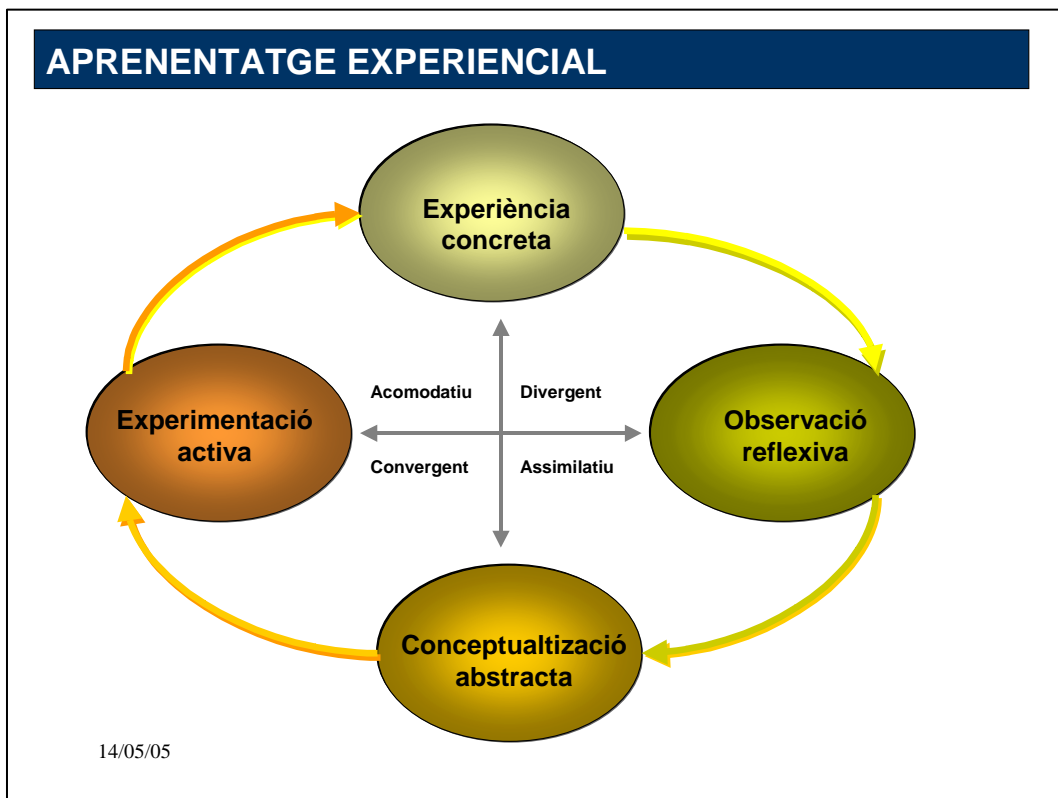 APRENENTATGE EXPERIENCIAL
Experiència
concreta
Acomodatiu
Divergent
Experimentació
activa
Observació
reflexiva
Convergent
Assimilatiu
Conceptualtizació
abstracta
14/05/05